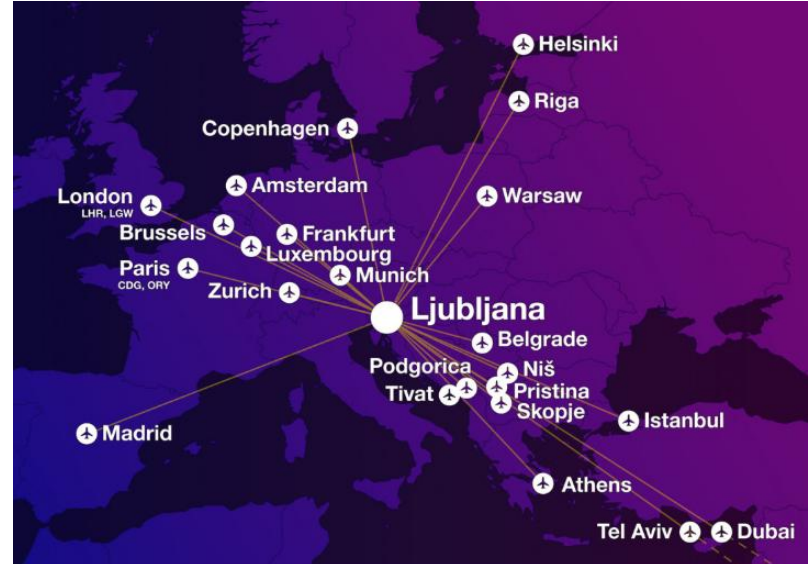 Helsinki
Riga
Copenhagen
Amsterdam
Warsaw
London
LHR, LGW
Brussels
Frankfurt
Luxembourg
Paris
CDG, ORY
Munich
Zurich
Ljubljana
Belgrade
Podgorica
Niš
Tivat
Pristina
Skopje
Istanbul
Madrid
Athens
Tel Aviv
Dubai